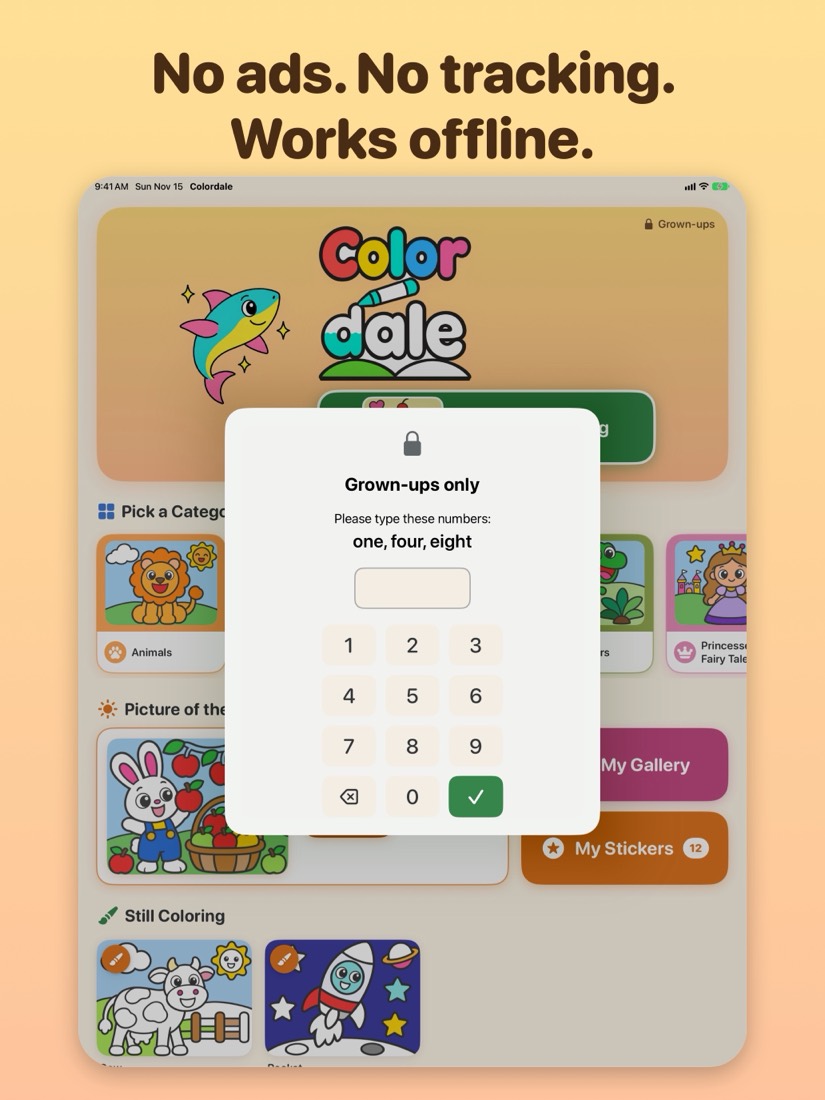 No ads. No tracking.
Works offline.
9:41 AM Sun Nov 15 Colordale
Grown-ups
Color
dale
g
Grown-ups only
Please type these numbers:
one, four, eight
1 2 3
4 5 6
7 8 9
0
Pick a Catego
Animals
rs
Princess
Fairy Tale
Picture of the
My Gallery
My Stickers 12
Still Coloring